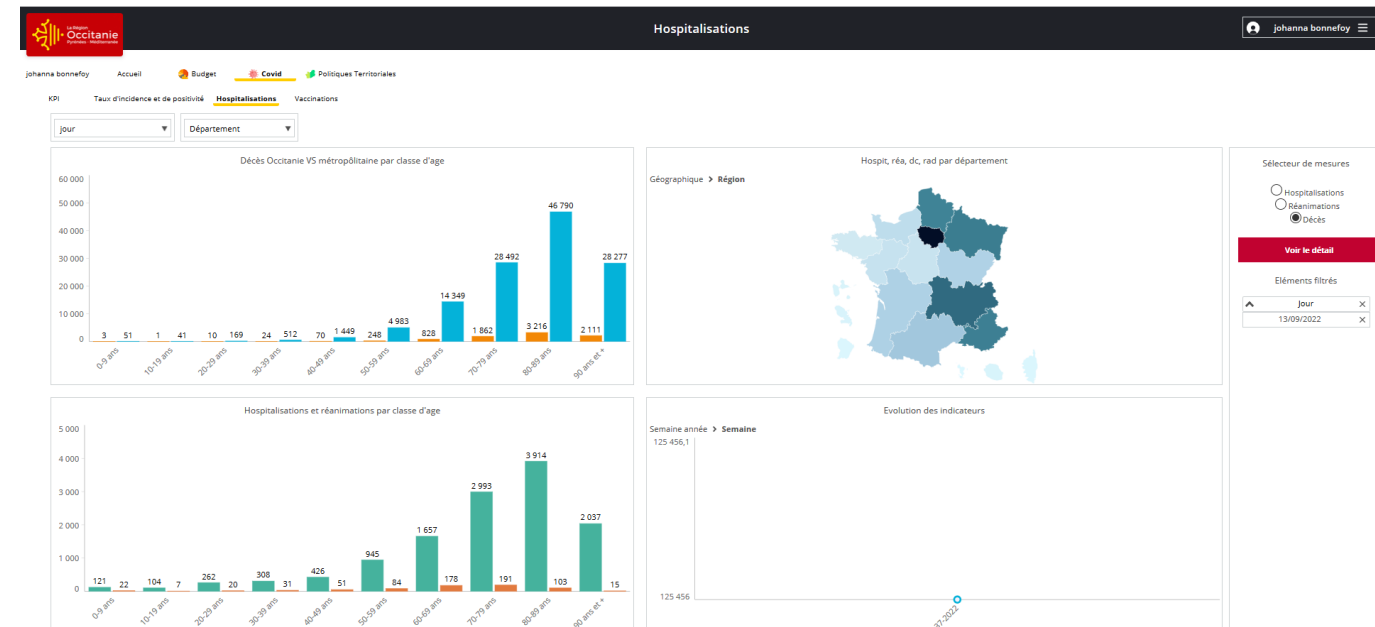 La Région
Occitanie
Pyrénées - Méditerranée
Hospitalisations
johanna bonnefoy
johanna bonnefoy
Accueil
Budget
Covid
Politiques Territoriales
KPI
Taux d'incidence et de positivité
Hospitalisations
Vaccinations
jour
Département
Décès Occitanie VS métropôlitaine par classe d'age
60 000
50 000
40 000
30 000
20 000
10 000
0
3 51 1 41 10 169 24 512 70 1 449 248 4 983 828 14 349 1 862 28 492 3 216 46 790 2 111 28 277
0-9 ans 10-19 ans 20-29 ans 30-39 ans 40-49 ans 50-59 ans 60-69 ans 70-79 ans 80-89 ans 90 ans et +
Hospit, réa, dc, rad par département
Géographique > Région
Sélecteur de mesures
Hospitalisations
Réanimations
Décès
Voir le détail
Eléments filtrés
Jour
13/09/2022
Hospitalisations et réanimations par classe d'age
5 000
4 000
3 000
2 000
1 000
0
121 22 104 7 262 20 308 31 426 51 945 84 1 657 178 2 993 191 3 914 103 2 037 15
0-9 ans 10-19 ans 20-29 ans 30-39 ans 40-49 ans 50-59 ans 60-69 ans 70-79 ans 80-89 ans 90 ans et +
Evolution des indicateurs
Semaine année > Semaine
125 456,1
125 456
37-2022